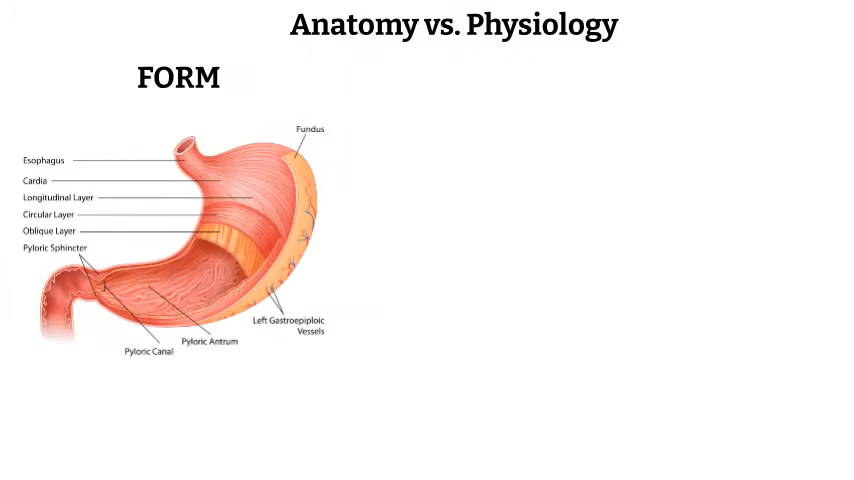 Anatomy vs. Physiology
FORM
Fundus
Esophagus
Cardia
Longitudinal Layer
Circular Layer
Oblique Layer
Pyloric Sphincter
Left Gastroepiploic
Vessels
Pyloric Antrum
Pyloric Canal